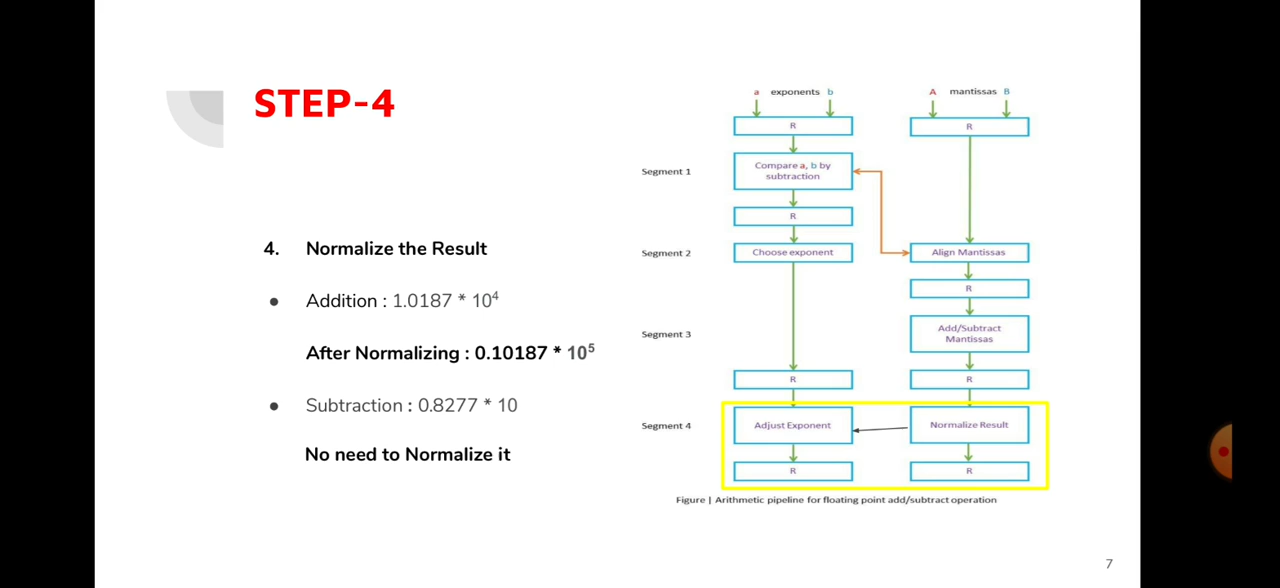 STEP-4
4. Normalize the Result
● Addition : 1.0187 * 10⁴
After Normalizing : 0.10187 * 10⁵
● Subtraction : 0.8277 * 10
No need to Normalize it
a exponents b
A mantissas B
R
R
Segment 1
Compare a, b by
subtraction
R
Segment 2
Choose exponent
Align Mantissas
R
Segment 3
Add/Subtract
Mantissas
R
R
Segment 4
Adjust Exponent
Normalize Result
R
R
Figure | Arithmetic pipeline for floating point add/subtract operation
7